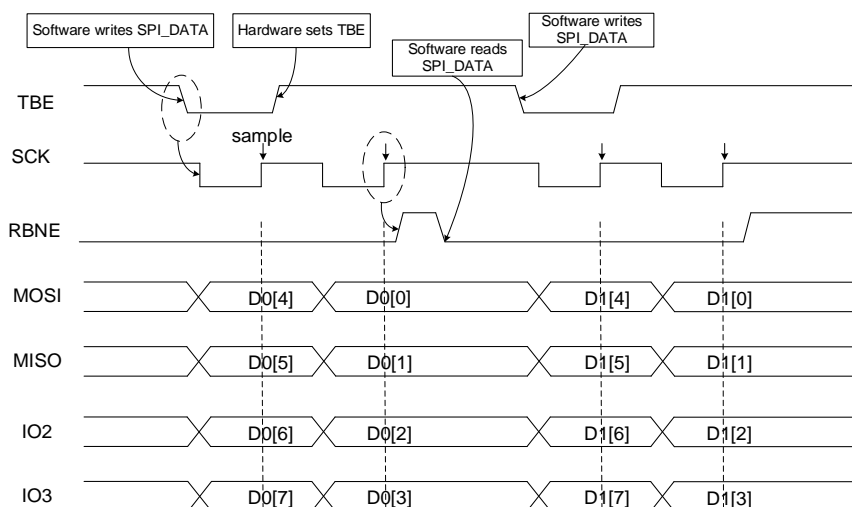 Software writes SPI_DATA
Hardware sets TBE
Software reads
SPI_DATA
Software writes
SPI_DATA
TBE
sample
SCK
RBNE
MOSI
D0[4]
D0[0]
D1[4]
D1[0]
MISO
D0[5]
D0[1]
D1[5]
D1[1]
IO2
D0[6]
D0[2]
D1[6]
D1[2]
IO3
D0[7]
D0[3]
D1[7]
D1[3]